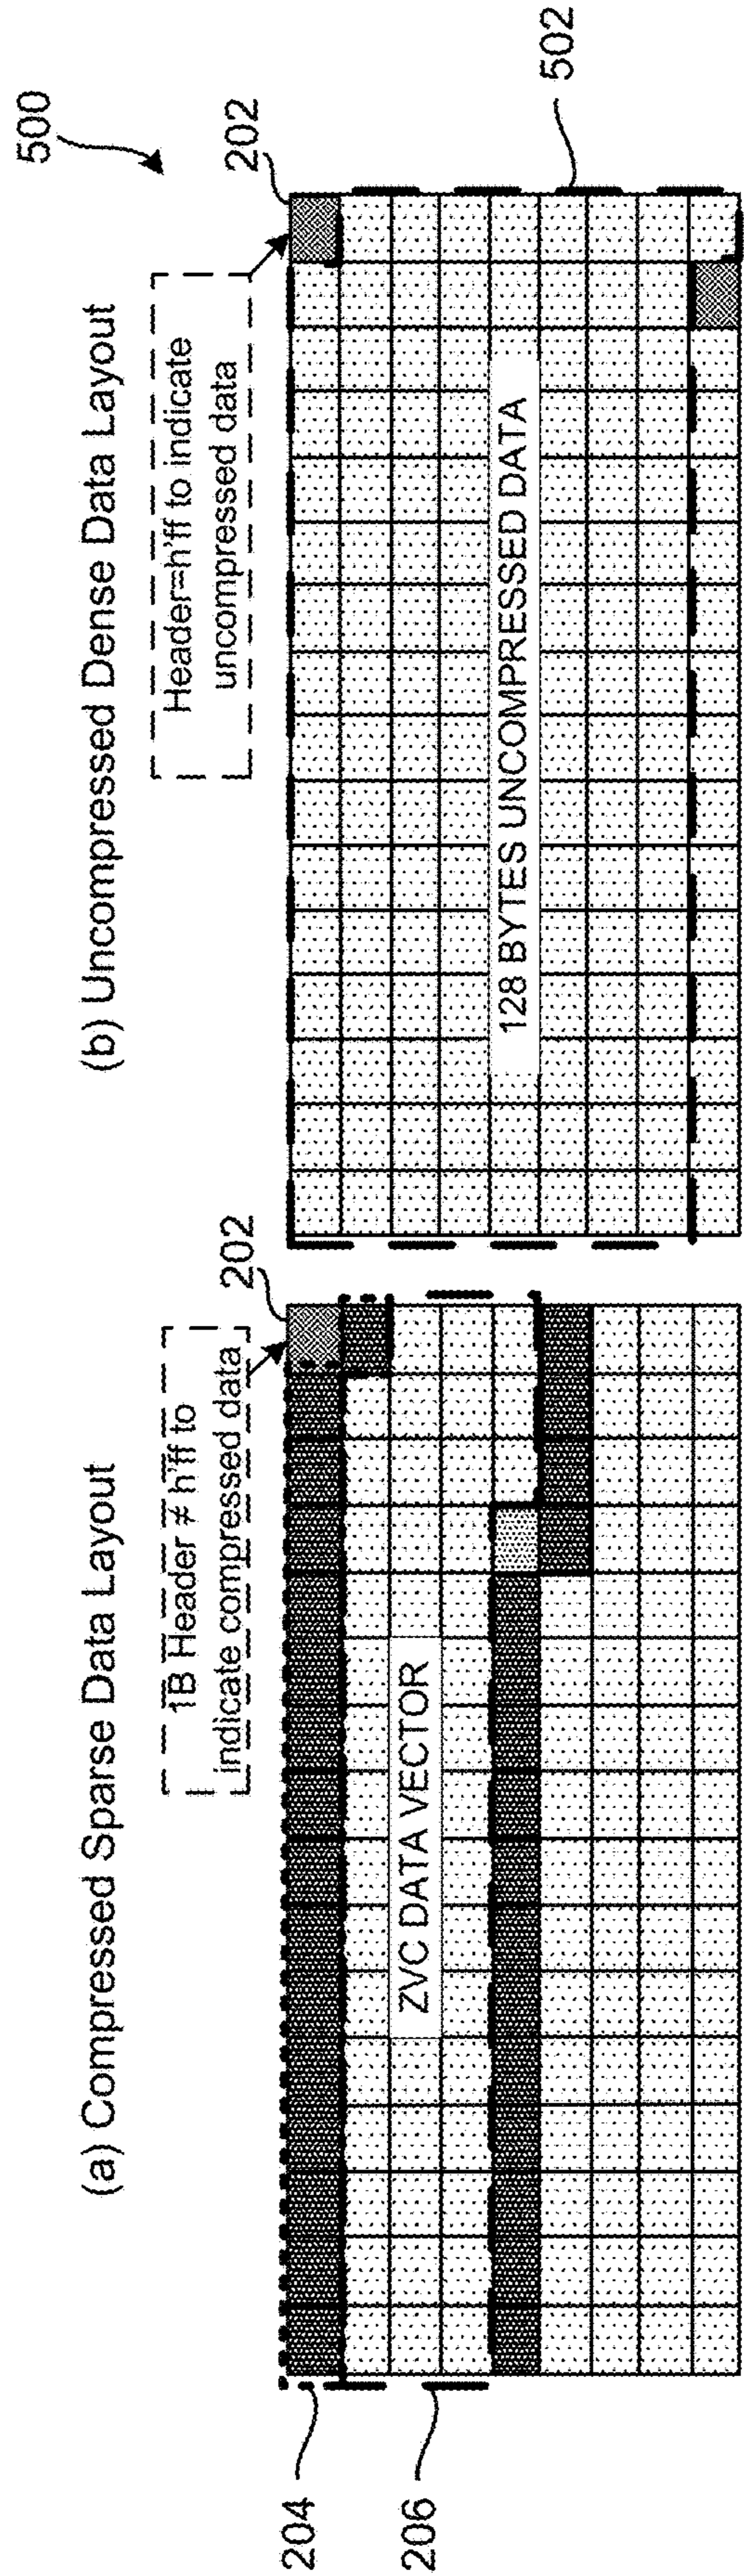 500
(a) Compressed Sparse Data Layout
(b) Uncompressed Dense Data Layout
1B Header ≠ h'ff to
indicate compressed data
202
Header=h'ff to indicate
uncompressed data
202
204
206
ZVC DATA VECTOR
128 BYTES UNCOMPRESSED DATA
502